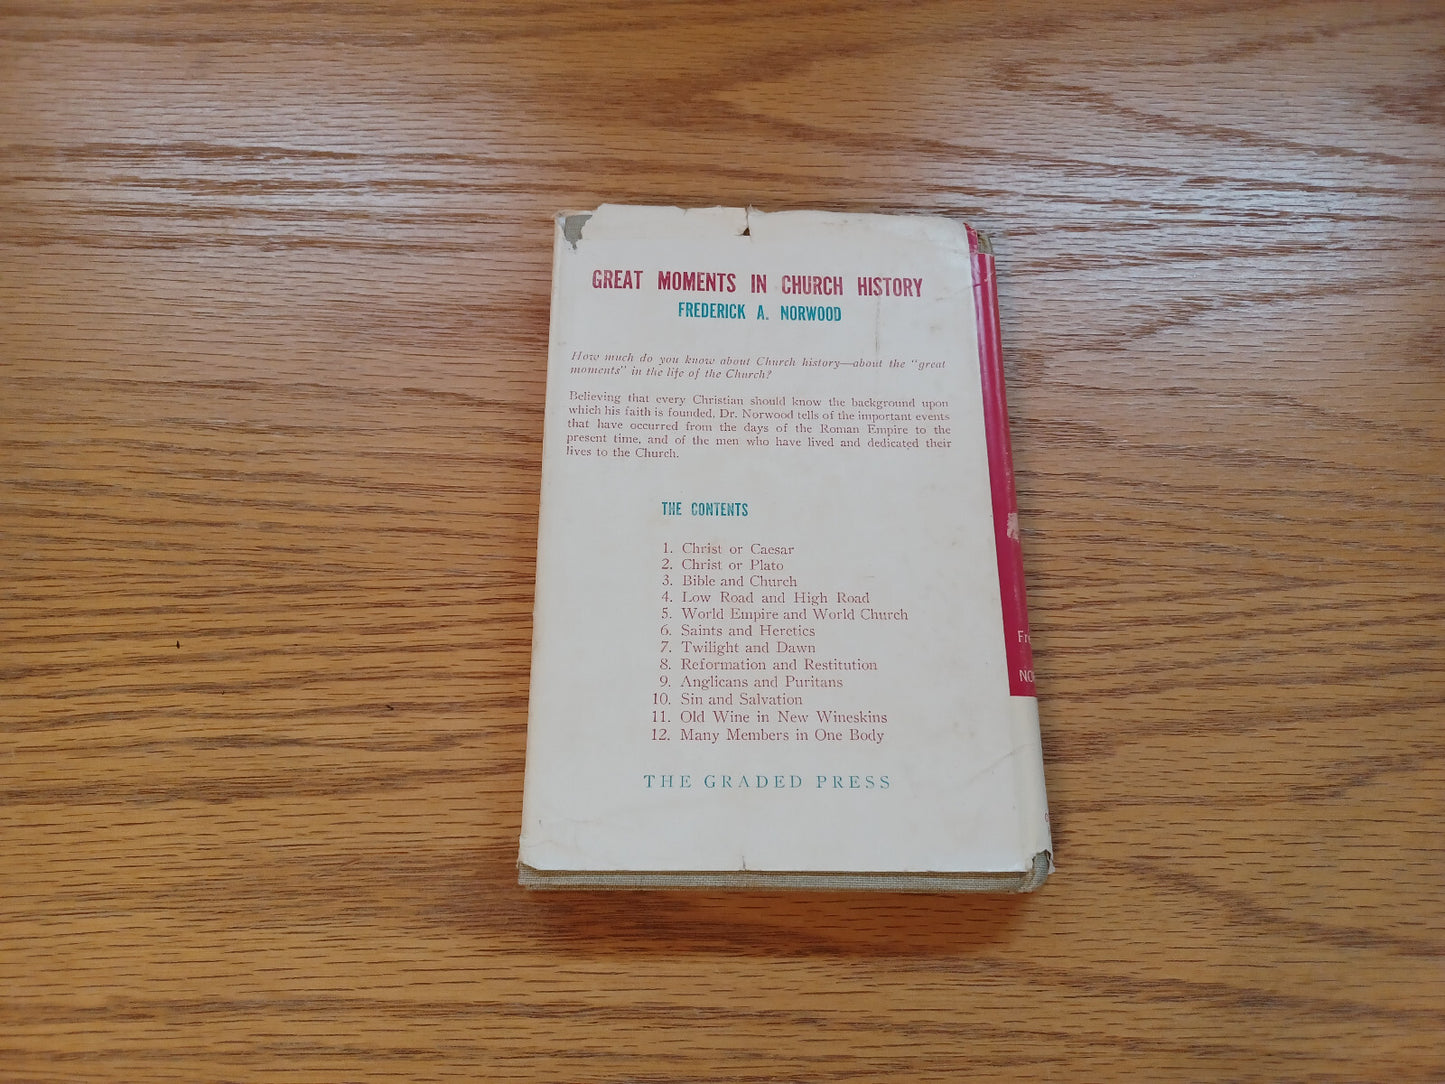 GREAT MOMENTS IN CHURCH HISTORY
FREDERICK A. NORWOOD
How much do you know about Church history—about the "great
moments" in the life of the Church?
Believing that every Christian should know the background upon
which his faith is founded, Dr. Norwood tells of the important events
that have occurred from the days of the Roman Empire to the
present time, and of the men who have lived and dedicated their
lives to the Church.
THE CONTENTS
1. Christ or Caesar
2. Christ or Plato
3. Bible and Church
4. Low Road and High Road
5. World Empire and World Church
6. Saints and Heretics
7. Twilight and Dawn
8. Reformation and Restitution
9. Anglicans and Puritans
10. Sin and Salvation
11. Old Wine in New Wineskins
12. Many Members in One Body
THE GRADED PRESS
Fre
NO